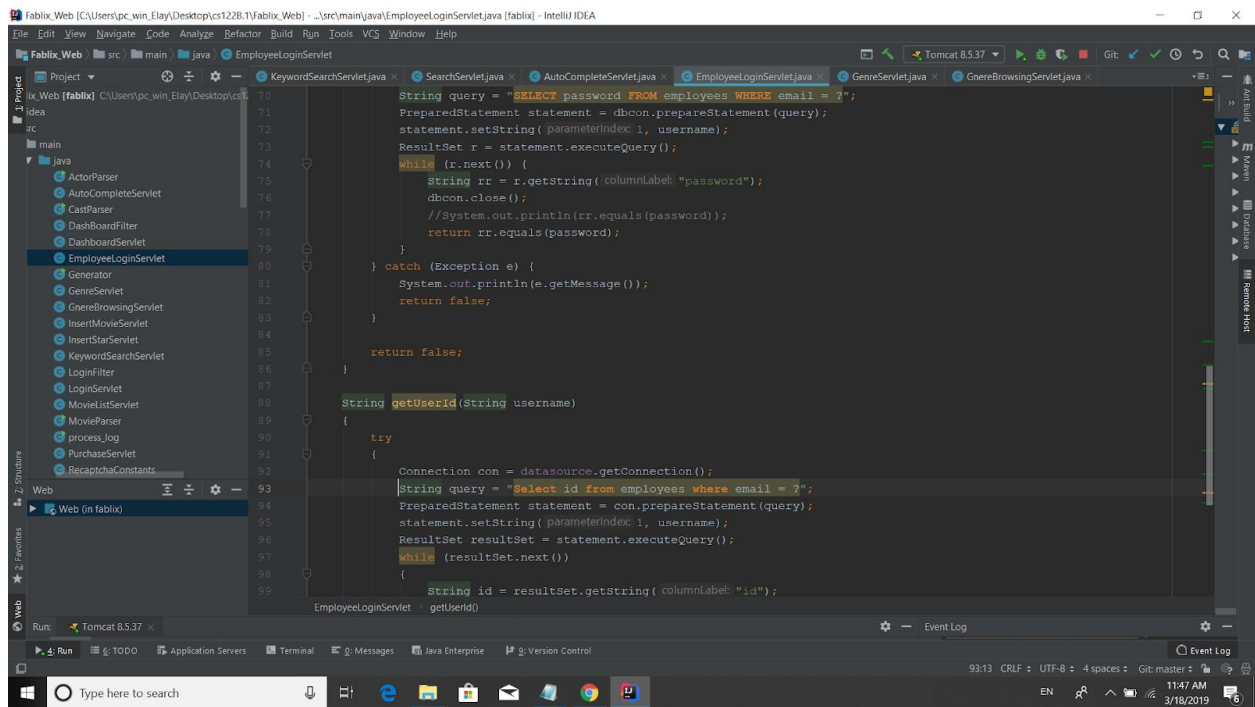 Fablix_Web [C:\Users\pc_win_Elay\Desktop\cs122B.1\Fablix_Web] - ...\src\main\java\EmployeeLoginServlet.java [fablix] - IntelliJ IDEA
File Edit View Navigate Code Analyze Refactor Build Run Tools VCS Window Help
Fablix_Web src main java EmployeeLoginServlet
Tomcat 8.5.37
Git:
Project
KeywordSearchServlet.java SearchServlet.java AutoCompleteServlet.java EmployeeLoginServlet.java GenreServlet.java GnereBrowsingServlet.java
ix_Web [fablix] C:\Users\pc_win_Elay\Desktop\cs1
idea
rc
main
java
ActorParser
AutoCompleteServlet
CastParser
DashBoardFilter
DashboardServlet
EmployeeLoginServlet
Generator
GenreServlet
GnereBrowsingServlet
InsertMovieServlet
InsertStarServlet
KeywordSearchServlet
LoginFilter
LoginServlet
MovieListServlet
MovieParser
process_log
PurchaseServlet
RecaptchaConstants
Web
Web (in fablix)
1: Project
7: Structure
2: Favorites
Web
70 String query = "SELECT password FROM employees WHERE email = ?";
71 PreparedStatement statement = dbcon.prepareStatement(query);
72 statement.setString( parameterIndex: 1, username);
73 ResultSet r = statement.executeQuery();
74 while (r.next()) {
75 String rr = r.getString( columnLabel: "password");
76 dbcon.close();
77 //System.out.println(rr.equals(password));
78 return rr.equals(password);
79 }
80 } catch (Exception e) {
81 System.out.println(e.getMessage());
82 return false;
83 }
84
85 return false;
86 }
87
88 String getUserId(String username)
89 {
90 try
91 {
92 Connection con = datasource.getConnection();
93 String query = "Select id from employees where email = ?";
94 PreparedStatement statement = con.prepareStatement(query);
95 statement.setString( parameterIndex: 1, username);
96 ResultSet resultSet = statement.executeQuery();
97 while (resultSet.next())
98 {
99 String id = resultSet.getString( columnLabel: "id");
EmployeeLoginServlet getUserId()
Ant Build
Maven
Database
Remote Host
Run: Tomcat 8.5.37
Event Log
4: Run 6: TODO Application Servers Terminal 0: Messages Java Enterprise 9: Version Control
Event Log
93:13 CRLF UTF-8 4 spaces Git: master
Type here to search
EN
11:47 AM
3/18/2019
6